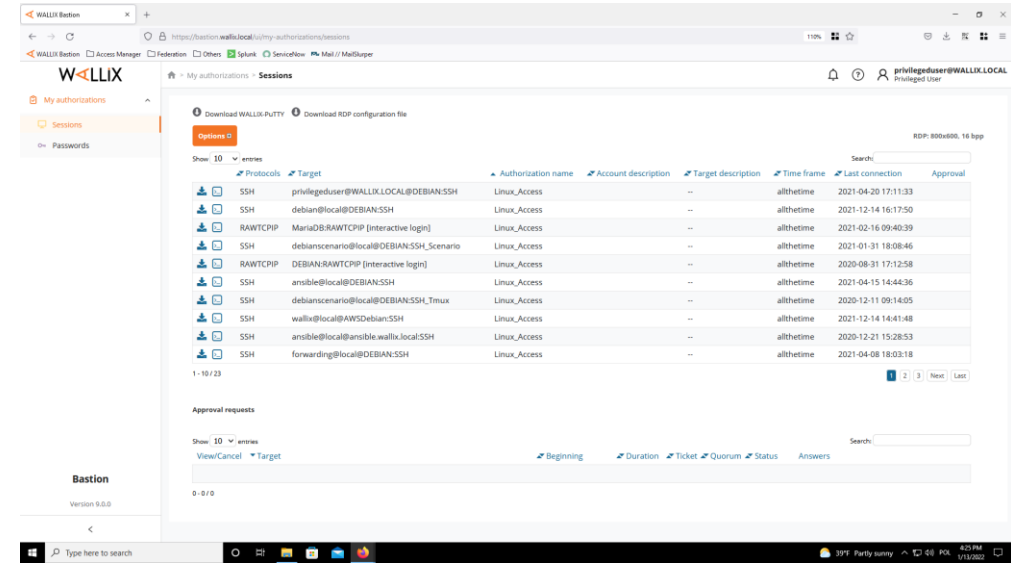 WALLIX Bastion
https://bastion.wallix.local/ui/my-authorizations/sessions
110%
WALLIX Bastion Access Manager Federation Others Splunk ServiceNow Mail // MailSlurper
WALLIX
My authorizations
Sessions
Passwords
Bastion
Version 9.0.0
My authorizations Sessions
privilegeduser@WALLIX.LOCAL
Privileged User
Download WALLIX-PuTTY Download RDP configuration file
Options
RDP: 800x600, 16 bpp
Show 10 entries
Search:
Protocols Target Authorization name Account description Target description Time frame Last connection Approval
SSH privilegeduser@WALLIX.LOCAL@DEBIAN:SSH Linux_Access -- allthetime 2021-04-20 17:11:33
SSH debian@local@DEBIAN:SSH Linux_Access -- allthetime 2021-12-14 16:17:50
RAWTCPIP MariaDB:RAWTCPIP [interactive login] Linux_Access -- allthetime 2021-02-16 09:40:39
SSH debianscenario@local@DEBIAN:SSH_Scenario Linux_Access -- allthetime 2021-01-31 18:08:46
RAWTCPIP DEBIAN:RAWTCPIP [interactive login] Linux_Access -- allthetime 2020-08-31 17:12:58
SSH ansible@local@DEBIAN:SSH Linux_Access -- allthetime 2021-04-15 14:44:36
SSH debianscenario@local@DEBIAN:SSH_Tmux Linux_Access -- allthetime 2020-12-11 09:14:05
SSH wallix@local@AWSDebian:SSH Linux_Access -- allthetime 2021-12-14 14:41:48
SSH ansible@local@ansible.wallix.local:SSH Linux_Access -- allthetime 2020-12-21 15:28:53
SSH forwarding@local@DEBIAN:SSH Linux_Access -- allthetime 2021-04-08 18:03:18
1 - 10 / 23
1 2 3 Next Last
Approval requests
Show 10 entries
Search:
View/Cancel Target Beginning Duration Ticket Quorum Status Answers
0 - 0 / 0
Type here to search
39°F Partly sunny
POL
4:25 PM
1/13/2022